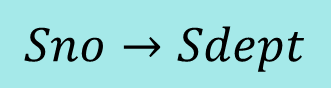 Sno → Sdept